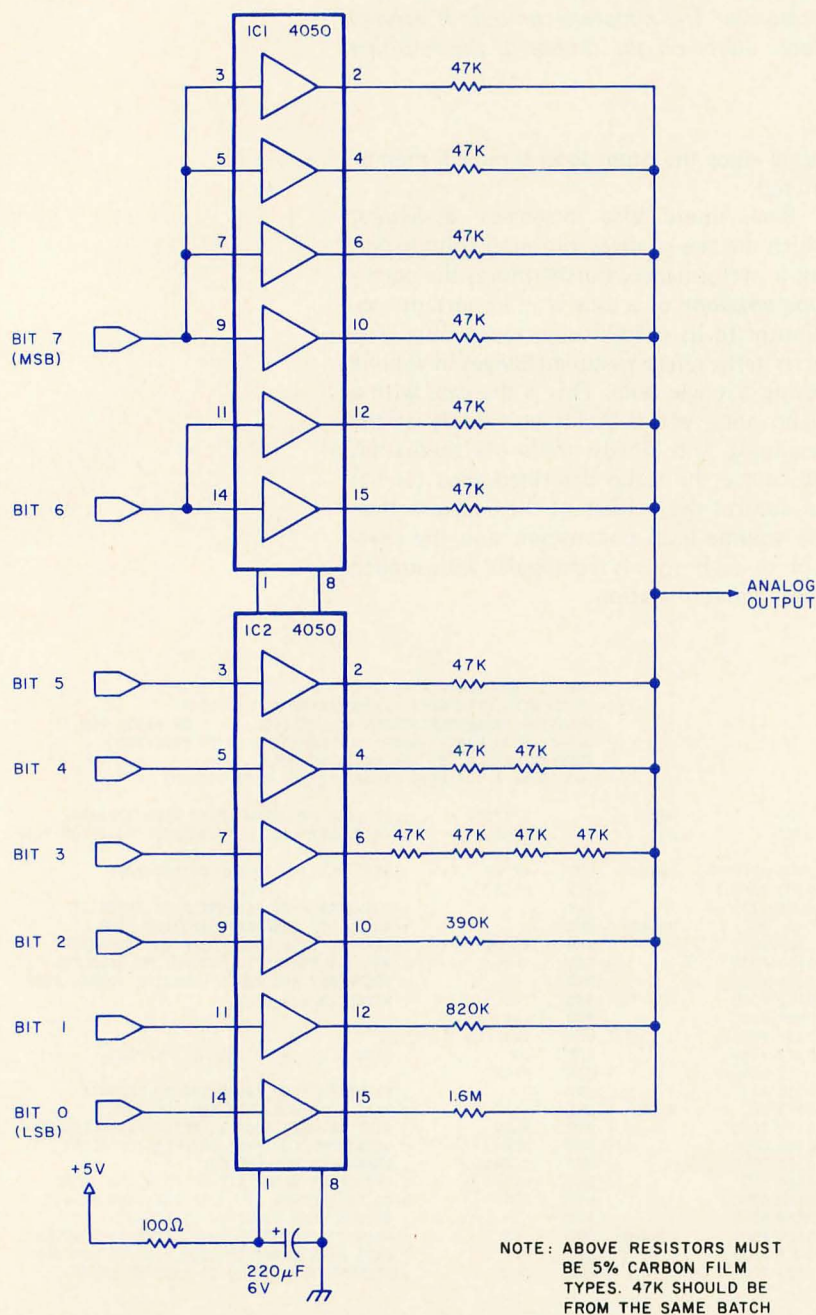 IC1 4050
3 2 47K
5 4 47K
7 6 47K
BIT 7 9 10 47K
(MSB)
11 12 47K
BIT 6 14 15 47K
1 8
ANALOG
OUTPUT
IC2 4050
BIT 5 3 2 47K
BIT 4 5 4 47K 47K
BIT 3 7 6 47K 47K 47K 47K
BIT 2 9 10 390K
BIT 1 11 12 820K
BIT 0 14 15 1.6M
(LSB)
+5V
1 8
100Ω
+
220µF
6V
NOTE: ABOVE RESISTORS MUST
BE 5% CARBON FILM
TYPES. 47K SHOULD BE
FROM THE SAME BATCH